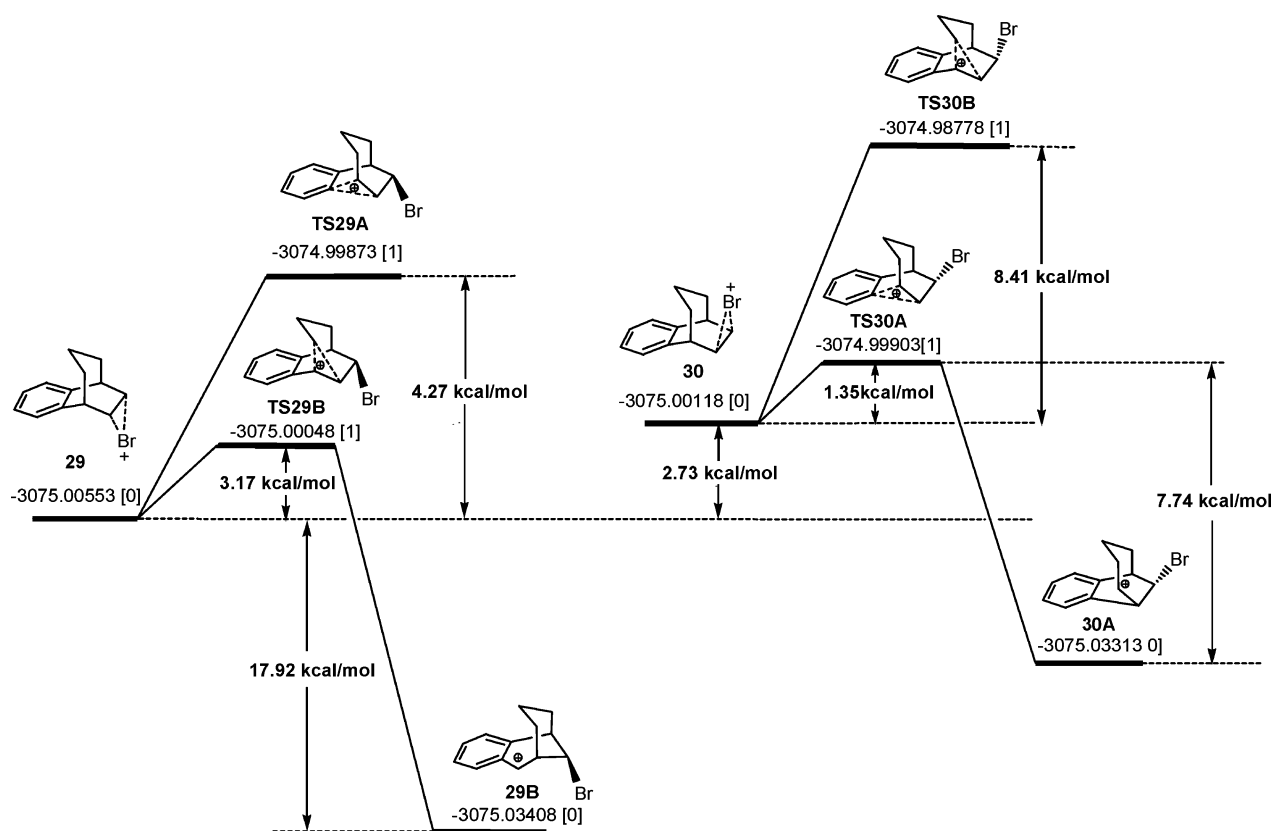 Br
TS30B
-3074.98778 [1]
TS29A
Br
-3074.99873 [1]
8.41 kcal/mol
+
Br
Br
TS30A
-3074.99903[1]
30
-3075.00118 [0]
1.35kcal/mol
4.27 kcal/mol
TS29B
Br
-3075.00048 [1]
Br
+
29
-3075.00553 [0]
3.17 kcal/mol
2.73 kcal/mol
7.74 kcal/mol
Br
30A
-3075.03313 0]
17.92 kcal/mol
29B
Br
-3075.03408 [0]
⊕
⊕
⊕
⊕
⊕
⊕